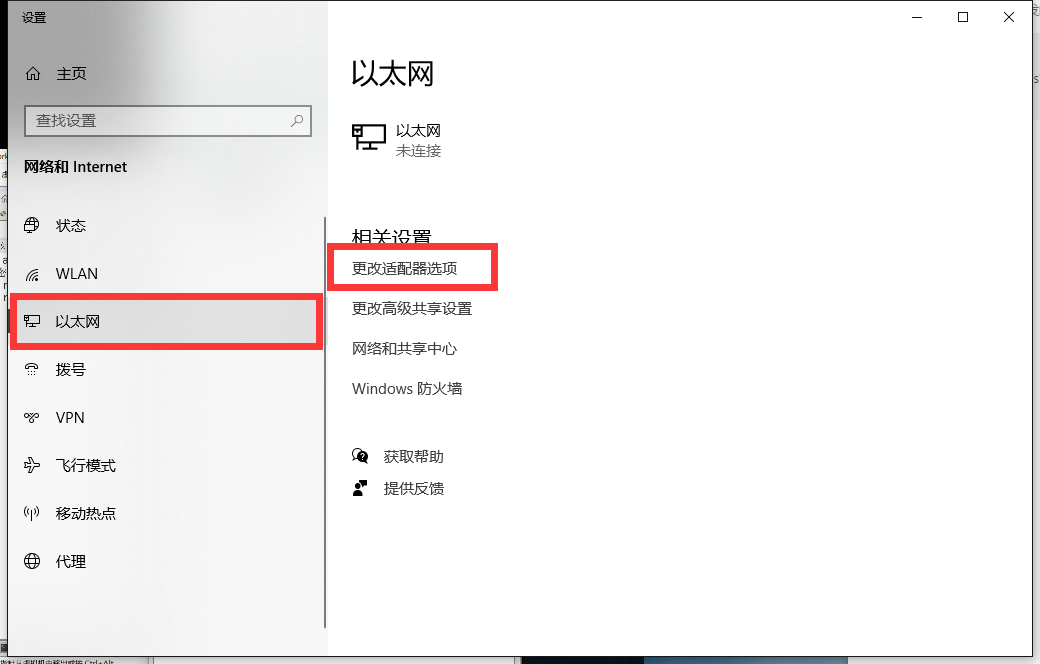 设置
主页
查找设置
网络和 Internet
状态
WLAN
以太网
拨号
VPN
飞行模式
移动热点
代理
以太网
以太网
未连接
相关设置
更改适配器选项
更改高级共享设置
网络和共享中心
Windows 防火墙
获取帮助
提供反馈